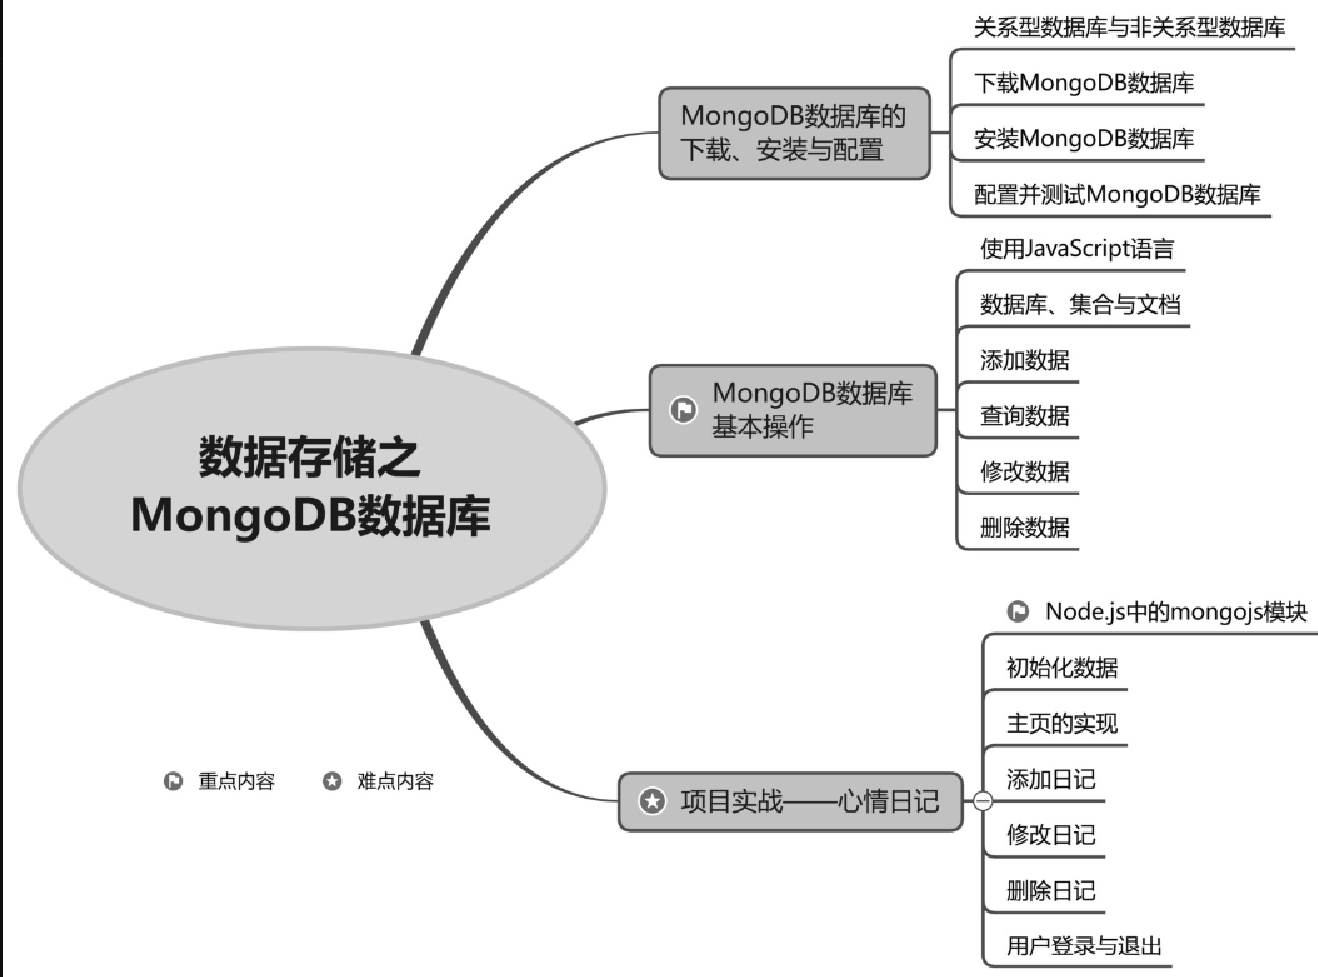 关系型数据库与非关系型数据库
MongoDB数据库的
下载、安装与配置
下载MongoDB数据库
安装MongoDB数据库
配置并测试MongoDB数据库
使用JavaScript语言
数据库、集合与文档
添加数据
MongoDB数据库
基本操作
查询数据
修改数据
删除数据
数据存储之
MongoDB数据库
Node.js中的mongojs模块
初始化数据
主页的实现
添加日记
项目实战——心情日记
修改日记
删除日记
用户登录与退出
重点内容
难点内容